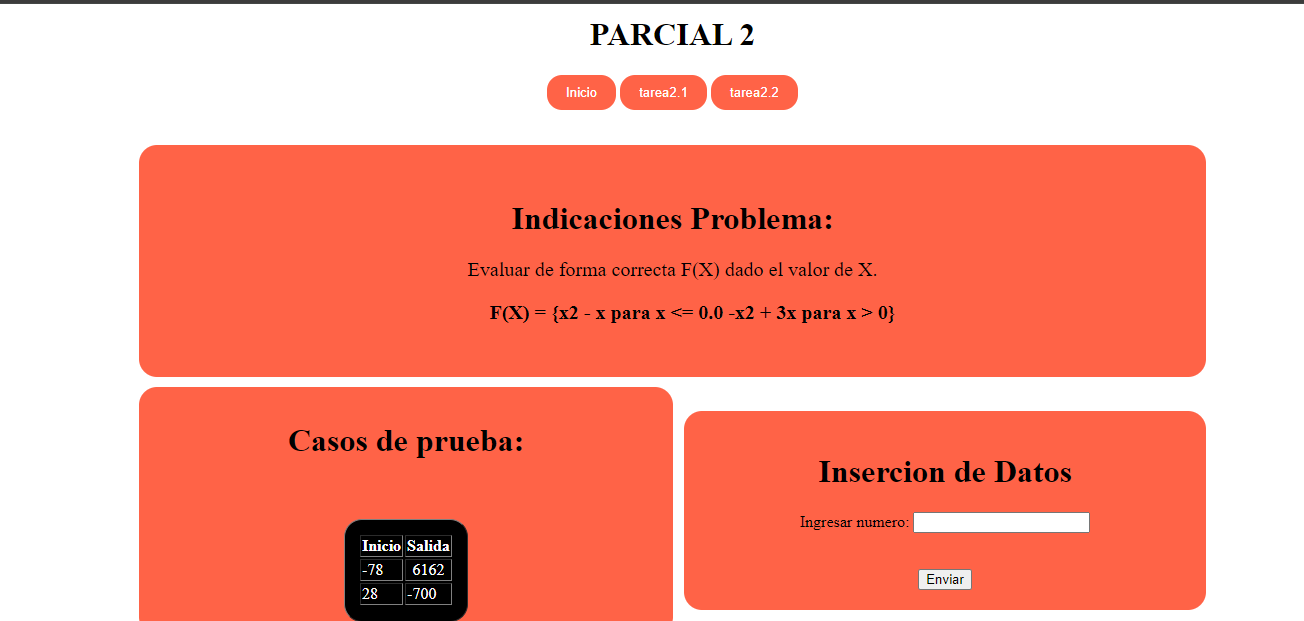 PARCIAL 2
Inicio tarea2.1 tarea2.2
Indicaciones Problema:
Evaluar de forma correcta F(X) dado el valor de X.
F(X) = {x2 - x para x <= 0.0 -x2 + 3x para x > 0}
Casos de prueba:
Inicio Salida
-78 6162
28 -700
Insercion de Datos
Ingresar numero:
Enviar